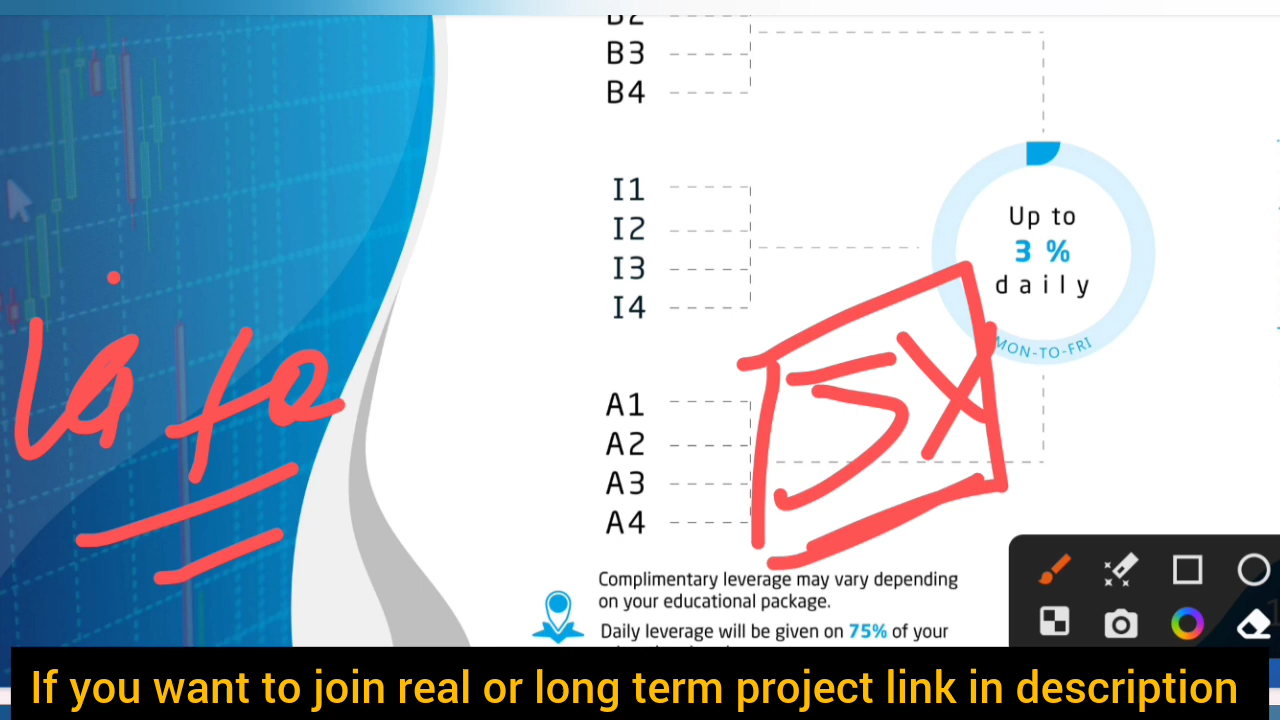 B3
B4
I1
I2
I3
I4
Up to
3 %
daily
MON-TO-FRI
5X
A1
A2
A3
A4
Complimentary leverage may vary depending
on your educational package.
Daily leverage will be given on 75% of your
If you want to join real or long term project link in description